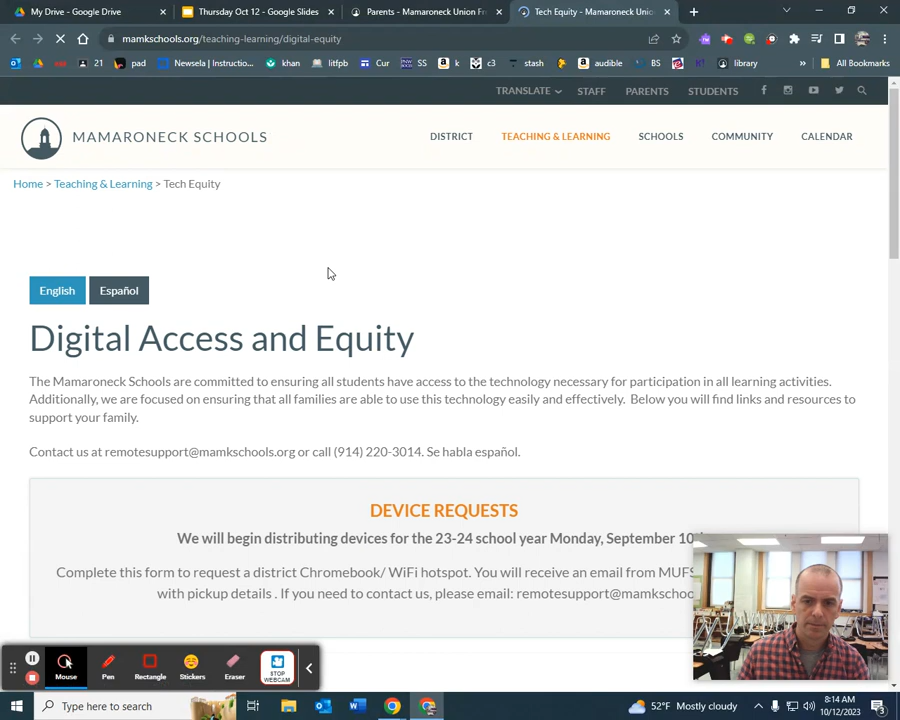 My Drive - Google Drive
Thursday Oct 12 - Google Slides
Parents - Mamaroneck Union Fr
Tech Equity - Mamaroneck Unio
mamkschools.org/teaching-learning/digital-equity
21
pad
Newsela | Instructio...
khan
litfpb
Cur
SS
k
c3
stash
audible
BS
library
»
All Bookmarks
TRANSLATE
STAFF
PARENTS
STUDENTS
MAMARONECK SCHOOLS
DISTRICT
TEACHING & LEARNING
SCHOOLS
COMMUNITY
CALENDAR
Home > Teaching & Learning > Tech Equity
English
Español
Digital Access and Equity
The Mamaroneck Schools are committed to ensuring all students have access to the technology necessary for participation in all learning activities.
Additionally, we are focused on ensuring that all families are able to use this technology easily and effectively. Below you will find links and resources to
support your family.
Contact us at remotesupport@mamkschools.org or call (914) 220-3014. Se habla español.
DEVICE REQUESTS
We will begin distributing devices for the 23-24 school year Monday, September 10
Complete this form to request a district Chromebook/ WiFi hotspot. You will receive an email from MUFS
with pickup details . If you need to contact us, please email: remotesupport@mamkschoo
Mouse
Pen
Rectangle
Stickers
Eraser
STOP
WEBCAM
Type here to search
52°F Mostly cloudy
8:14 AM
10/12/2023
3